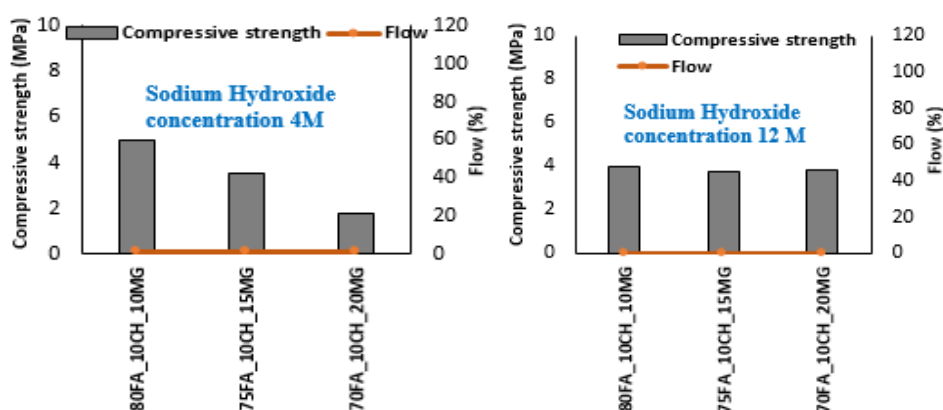 Compressive strength (MPa)
10
8
6
4
2
0
Compressive strength
Flow
Sodium Hydroxide
concentration 4M
120
100
80
60
40
20
0
Flow (%)
80FA_10CH_10MG
75FA_10CH_15MG
70FA_10CH_20MG
Compressive strength (MPa)
10
8
6
4
2
0
Compressive strength
Flow
Sodium Hydroxide
concentration 12 M
120
100
80
60
40
20
0
Flow (%)
80FA_10CH_10MG
75FA_10CH_15MG
70FA_10CH_20MG